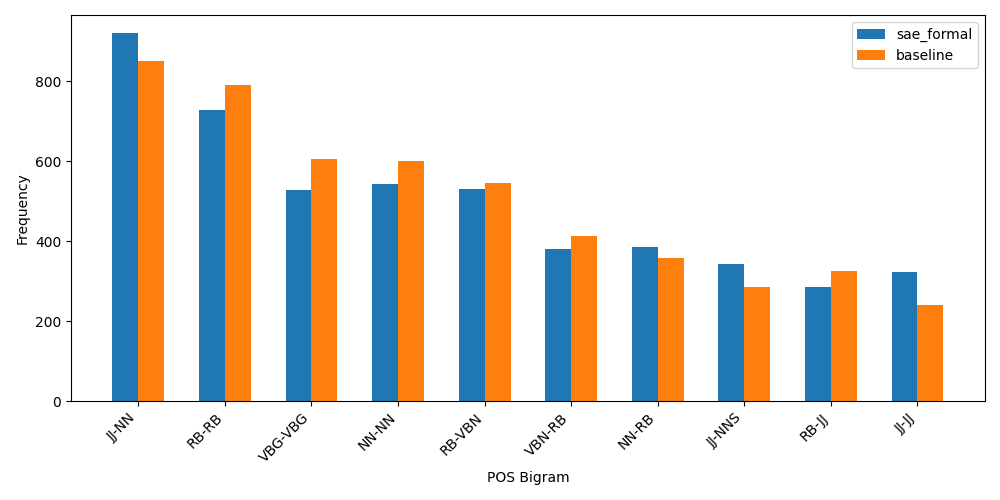 sae_formal
baseline
Frequency
800
600
400
200
0
JJ-NN
RB-RB
VBG-VBG
NN-NN
RB-VBN
VBN-RB
NN-RB
JJ-NNS
RB-JJ
JJ-JJ
POS Bigram